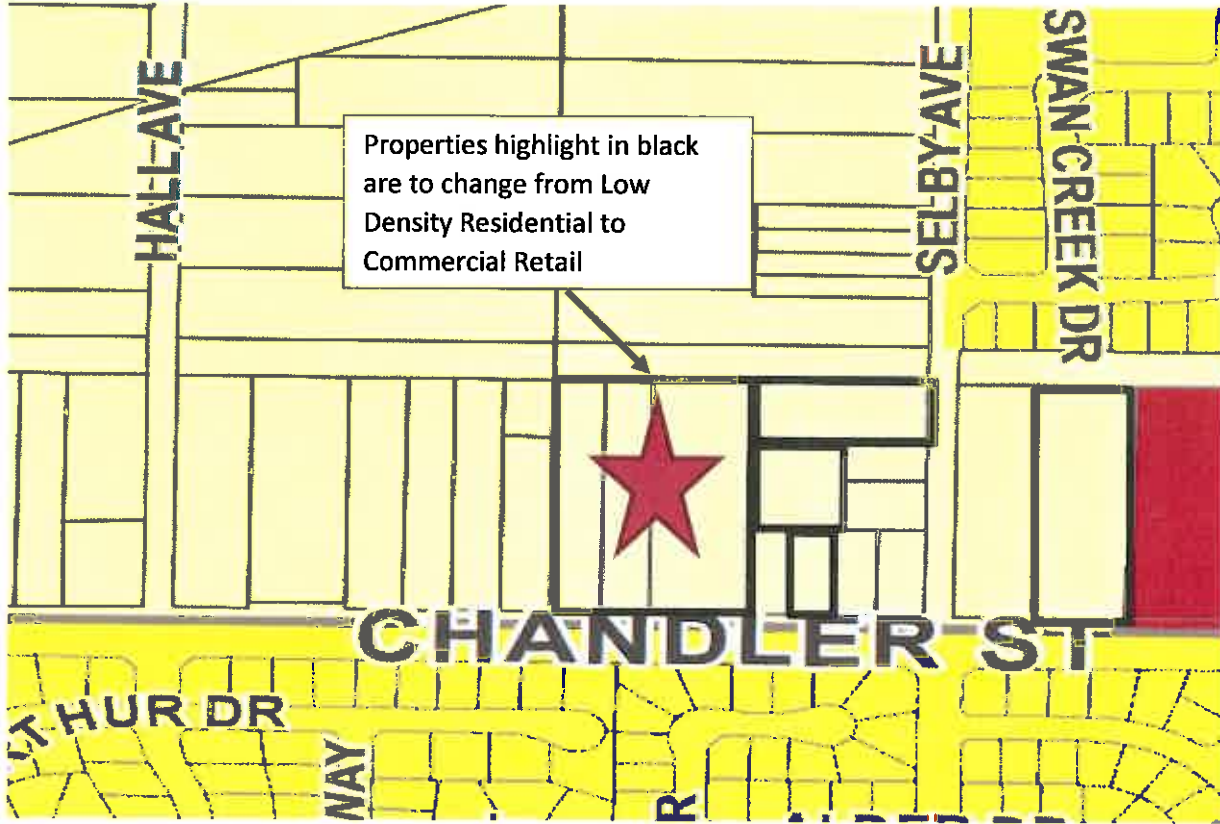 HALL AVE
SELBY AVE
SWAN CREEK DR
Properties highlight in black
are to change from Low
Density Residential to
Commercial Retail
CHANDLER ST
THUR DR
WAY